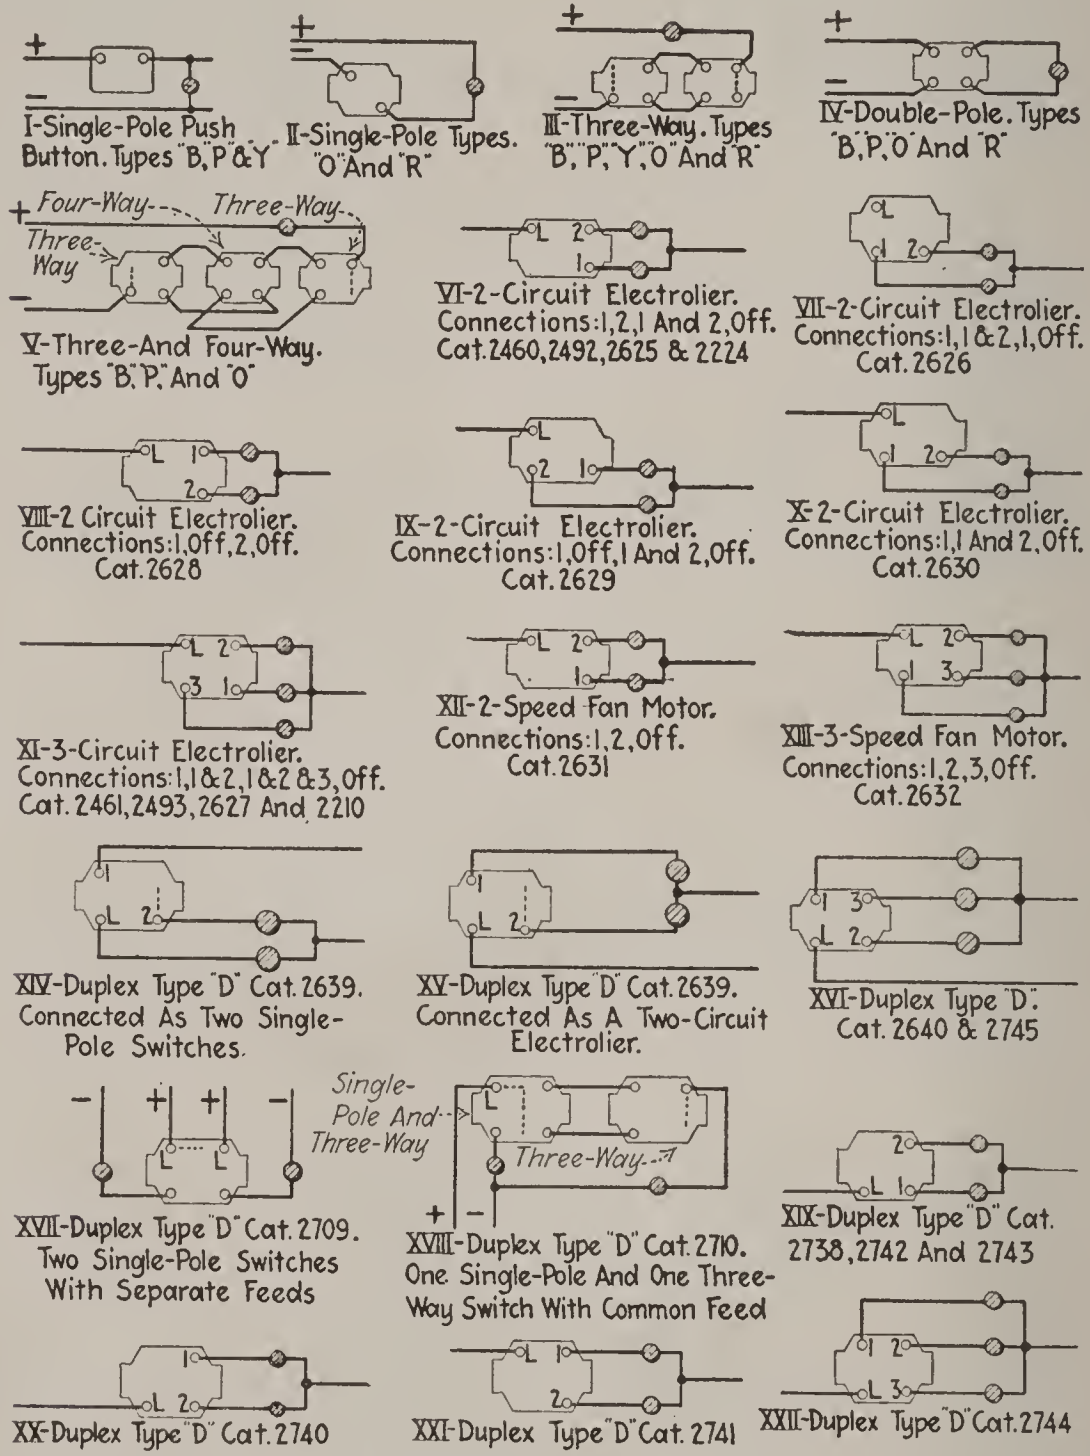 +
−
I-Single-Pole Push
Button. Types "B", "P" & "Y"
+
−
II-Single-Pole Types.
"O" And "R"
+
−
III-Three-Way. Types
"B", "P", "Y", "O" And "R"
+
−
IV-Double-Pole. Types
"B, P, O" And "R"
+
−
Four-Way
Three-Way
Three-
Way
V-Three-And Four-Way.
Types "B", "P," And "O"
L 2
1
VI-2-Circuit Electrolier.
Connections: 1, 2, 1 And 2, Off.
Cat. 2460, 2492, 2625 & 2224
L
1 2
VII-2-Circuit Electrolier.
Connections: 1, 1 & 2, 1, Off.
Cat. 2626
L 1
2
VIII-2 Circuit Electrolier.
Connections: 1, Off, 2, Off.
Cat. 2628
L
2 1
IX-2-Circuit Electrolier.
Connections: 1, Off, 1 And 2, Off.
Cat. 2629
L
1 2
X-2-Circuit Electrolier.
Connections: 1, 1 And 2, Off.
Cat. 2630
L 2
3 1
XI-3-Circuit Electrolier.
Connections: 1, 1 & 2, 1 & 2 & 3, Off.
Cat. 2461, 2493, 2627 And 2210
L 2
1
XII-2-Speed Fan Motor.
Connections: 1, 2, Off.
Cat. 2631
L 2
1 3
XIII-3-Speed Fan Motor.
Connections: 1, 2, 3, Off.
Cat. 2632
1
L 2
XIV-Duplex Type "D" Cat. 2639.
Connected As Two Single-
Pole Switches.
1
L 2
XV-Duplex Type "D" Cat. 2639.
Connected As A Two-Circuit
Electrolier.
1 3
L 2
XVI-Duplex Type "D".
Cat. 2640 & 2745
− + + −
L L
XVII-Duplex Type "D" Cat. 2709.
Two Single-Pole Switches
With Separate Feeds
Single-
Pole And
Three-Way
L
Three-Way
+ −
XVIII-Duplex Type "D" Cat. 2710.
One Single-Pole And One Three-
Way Switch With Common Feed
2
L 1
XIX-Duplex Type "D" Cat.
2738, 2742 And 2743
1
L 2
XX-Duplex Type "D" Cat. 2740
L 1
2
XXI-Duplex Type "D" Cat. 2741
1 2
L 3
XXII-Duplex Type "D" Cat. 2744